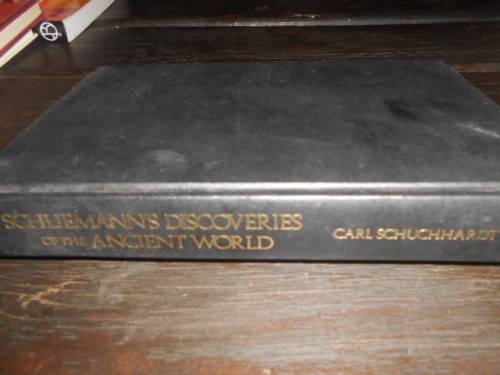 SCHLIEMANN'S DISCOVERIES
OF THE ANCIENT WORLD
CARL SCHUCHHARDT